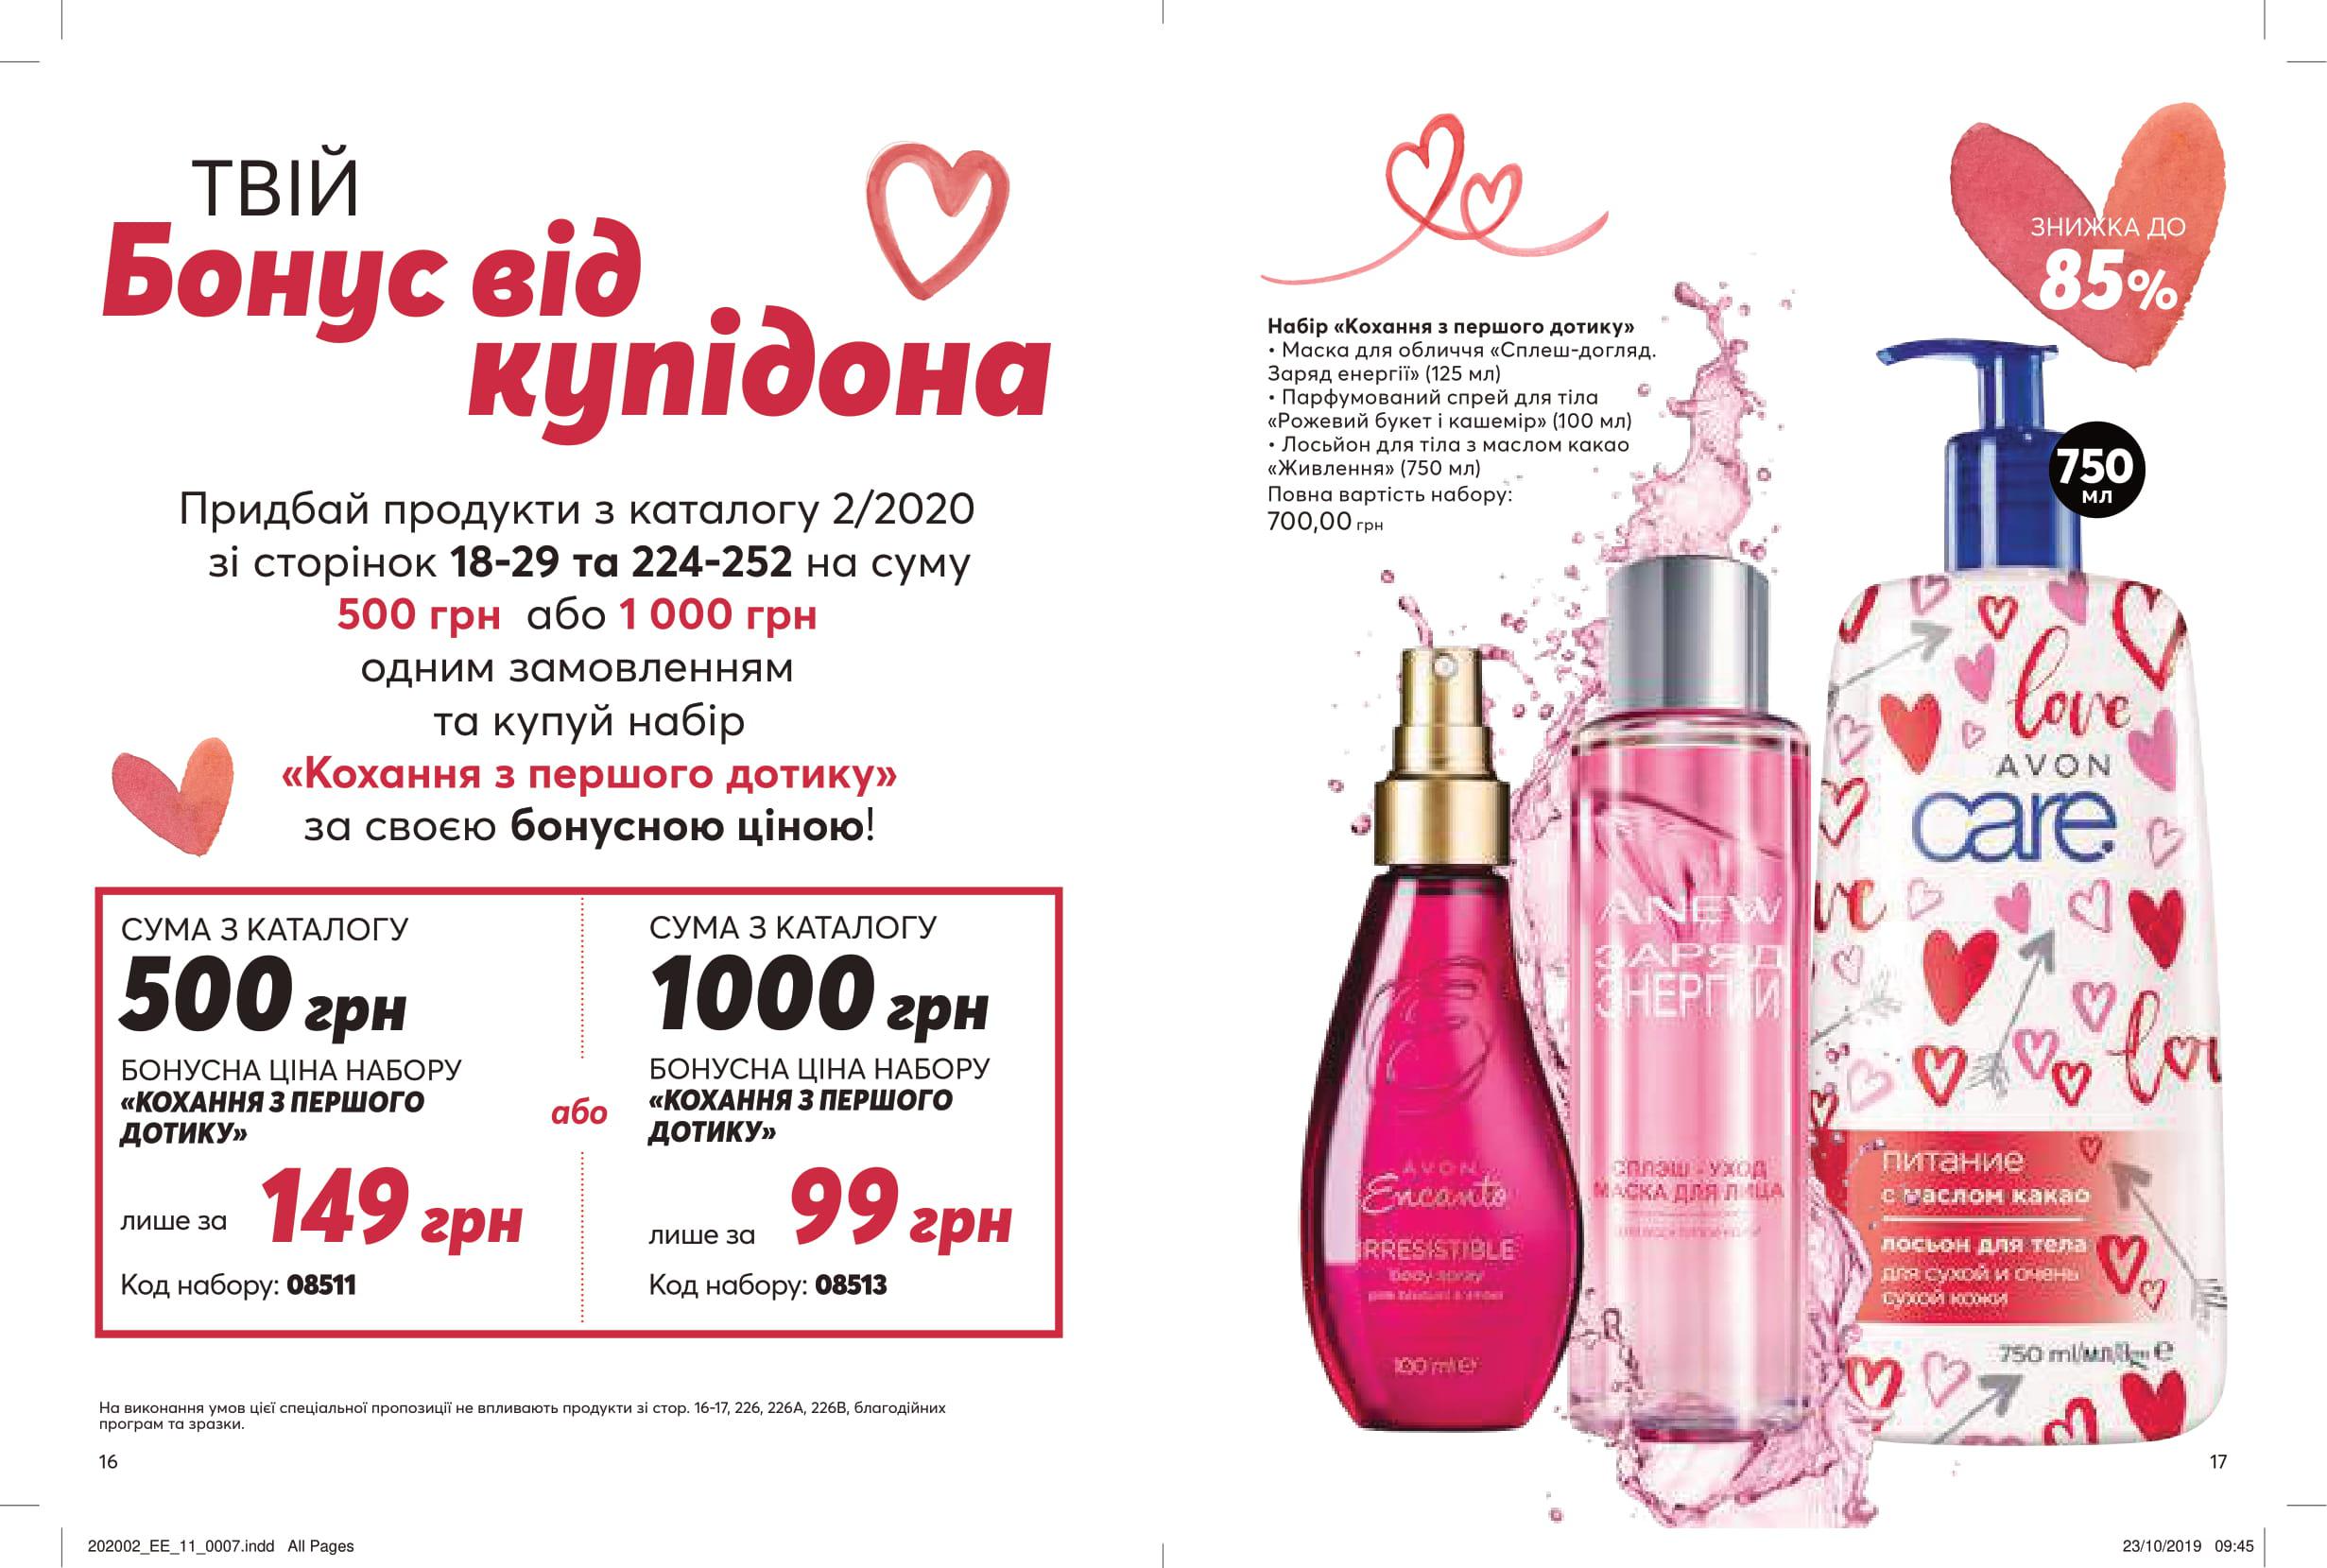 ТВІЙ
Бонус від
купідона
Придбай продукти з каталогу 2/2020
зі сторінок 18-29 та 224-252 на суму
500 грн або 1 000 грн
одним замовленням
та купуй набір
«Кохання з першого дотику»
за своєю бонусною ціною!
СУМА З КАТАЛОГУ
500 грн
БОНУСНА ЦІНА НАБОРУ
«КОХАННЯ З ПЕРШОГО
ДОТИКУ»
лише за 149 грн
Код набору: 08511
або
СУМА З КАТАЛОГУ
1000 грн
БОНУСНА ЦІНА НАБОРУ
«КОХАННЯ З ПЕРШОГО
ДОТИКУ»
лише за 99 грн
Код набору: 08513
На виконання умов цієї спеціальної пропозиції не впливають продукти зі стор. 16-17, 226, 226А, 226В, благодійних
програм та зразки.
16
ЗНИЖКА ДО
85%
Набір «Кохання з першого дотику»
• Маска для обличчя «Сплеш-догляд.
Заряд енергії» (125 мл)
• Парфумований спрей для тіла
«Рожевий букет і кашемір» (100 мл)
• Лосьйон для тіла з маслом какао
«Живлення» (750 мл)
Повна вартість набору:
700,00 грн
750
мл
AVON
Encanto
IRRESISTIBLE
body spray
100 ml e
ANEW
ЗАРЯД
ЭНЕРГИИ
СПЛЭШ - УХОД
МАСКА ДЛЯ ЛИЦА
love
AVON
care
ve
lov
питание
с маслом какао
лосьон для тела
для сухой и очень
сухой кожи
750 ml/мл
17
202002_EE_11_0007.indd All Pages
23/10/2019 09:45